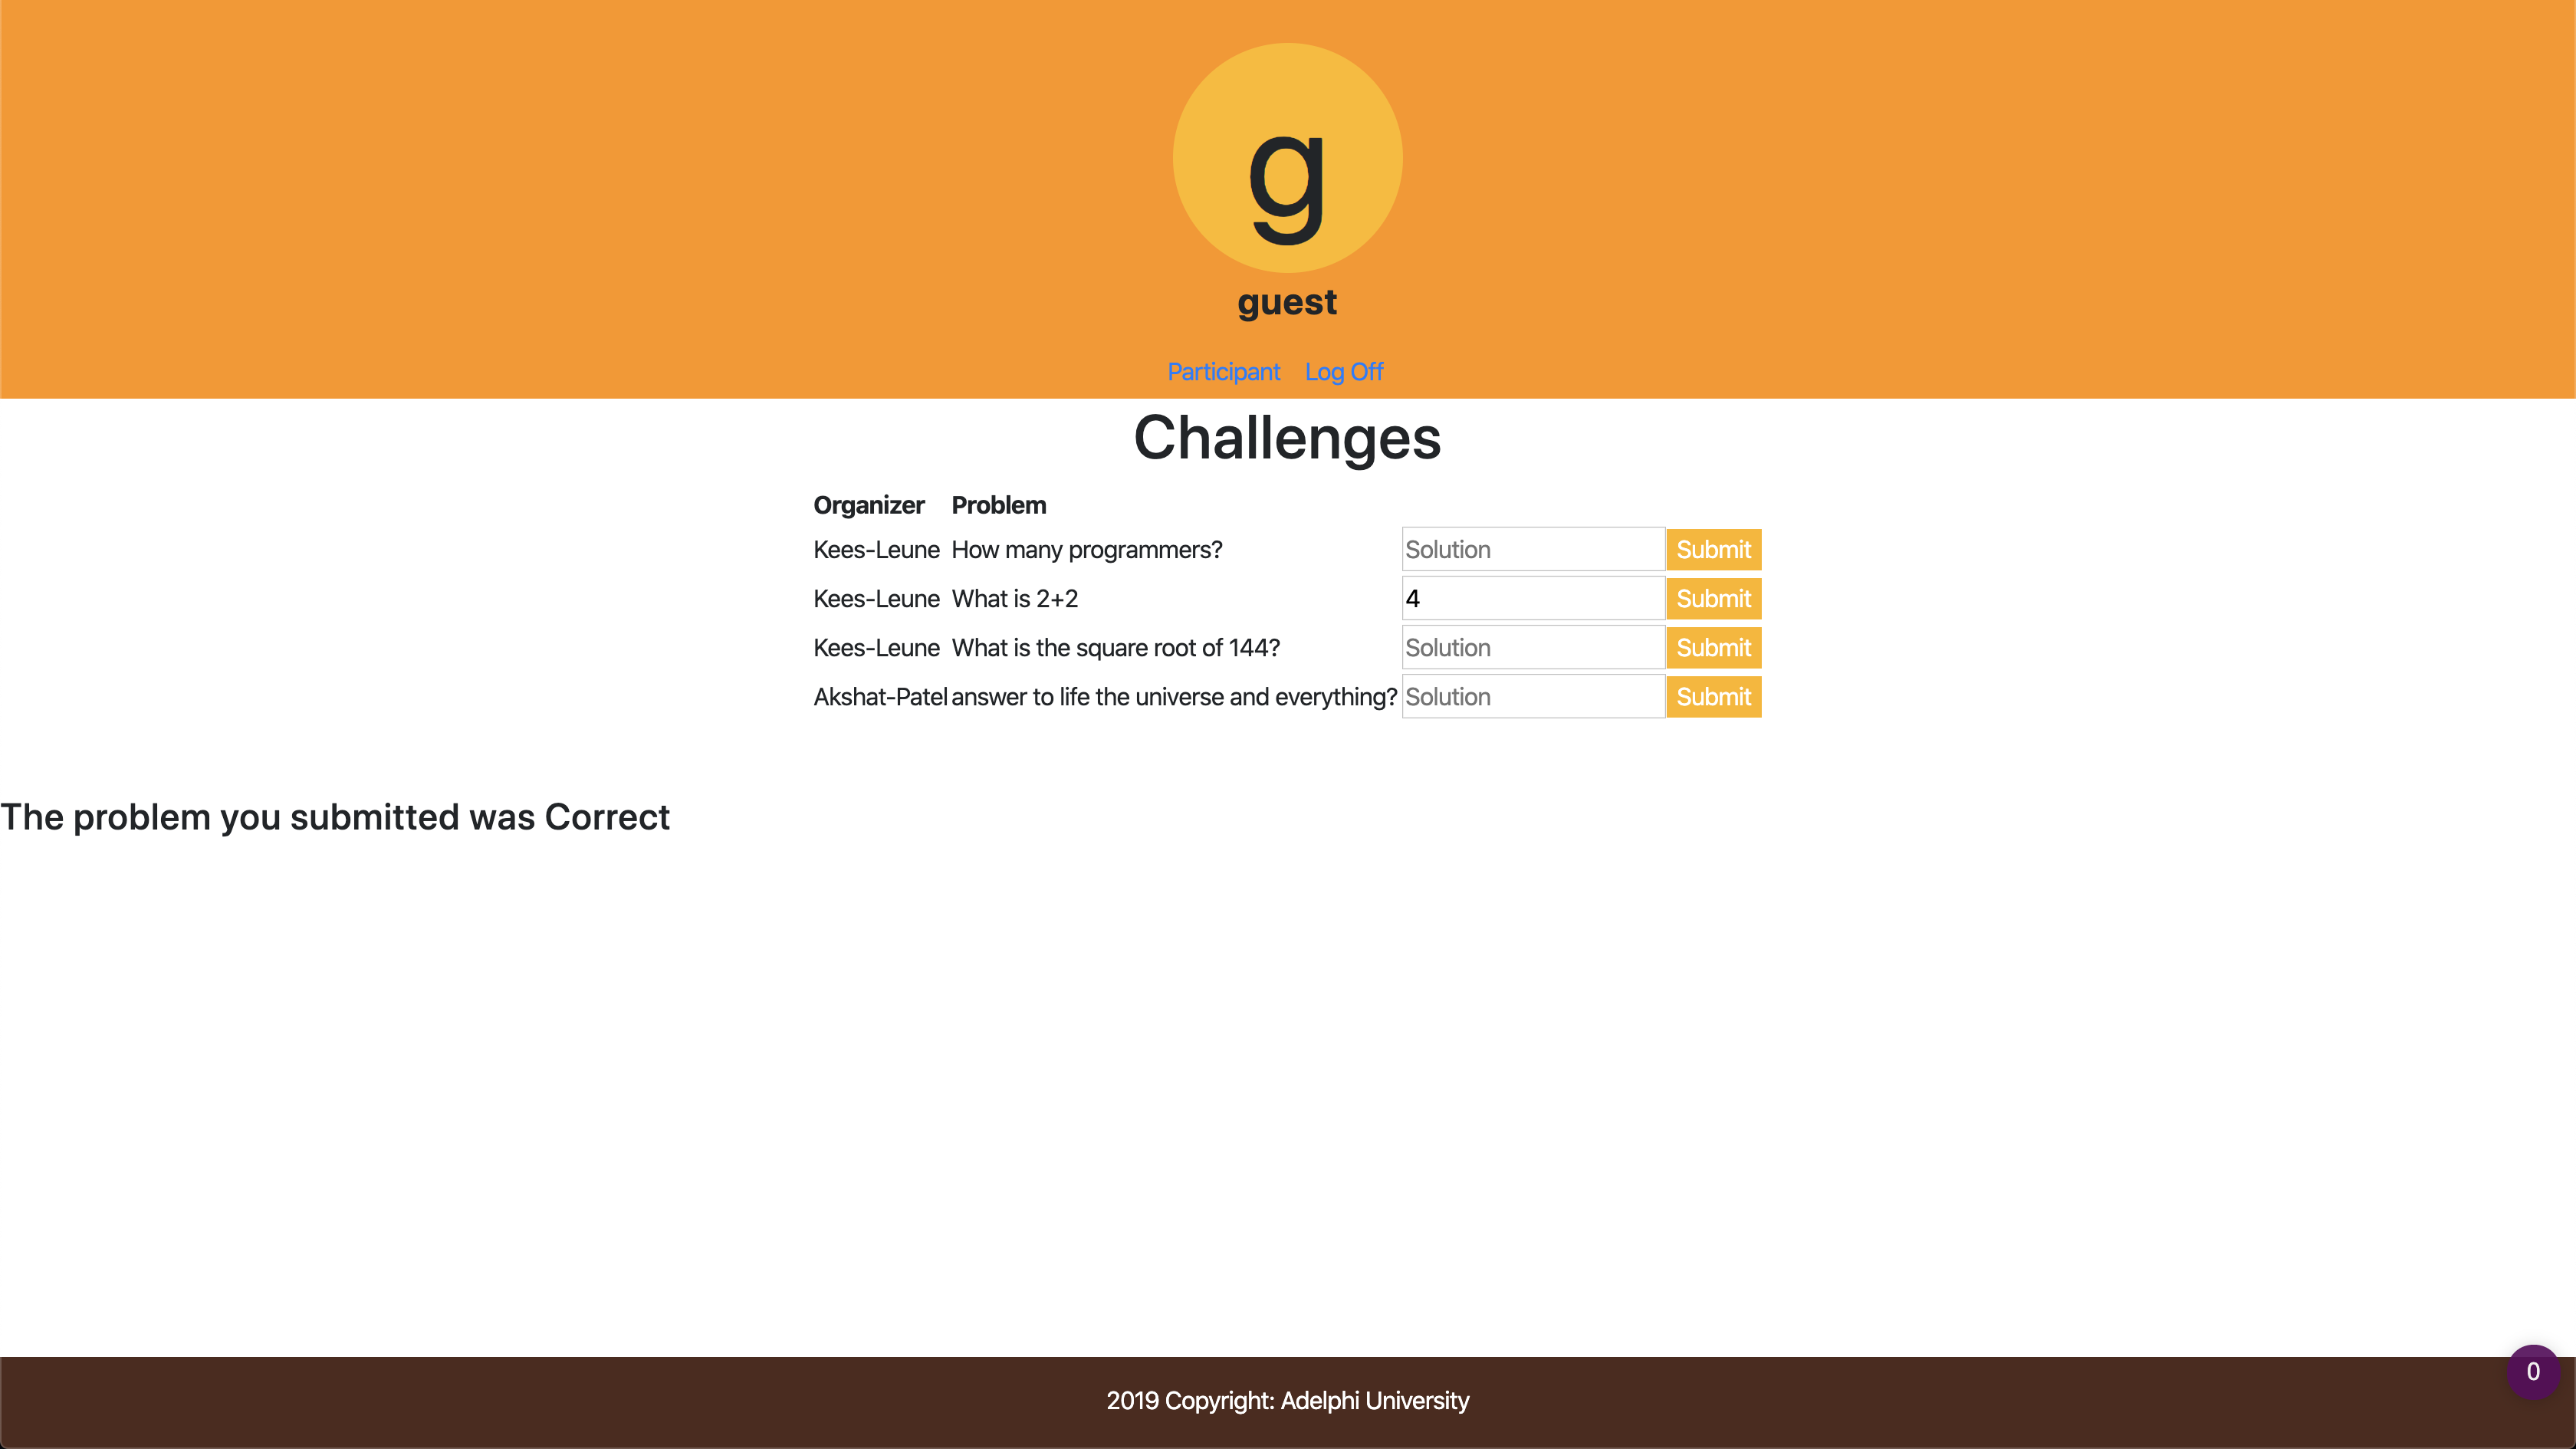 g
guest
Participant Log Off
Challenges
Organizer Problem
Kees-Leune How many programmers? Solution Submit
Kees-Leune What is 2+2 4 Submit
Kees-Leune What is the square root of 144? Solution Submit
Akshat-Patel answer to life the universe and everything? Solution Submit
The problem you submitted was Correct
0
2019 Copyright: Adelphi University